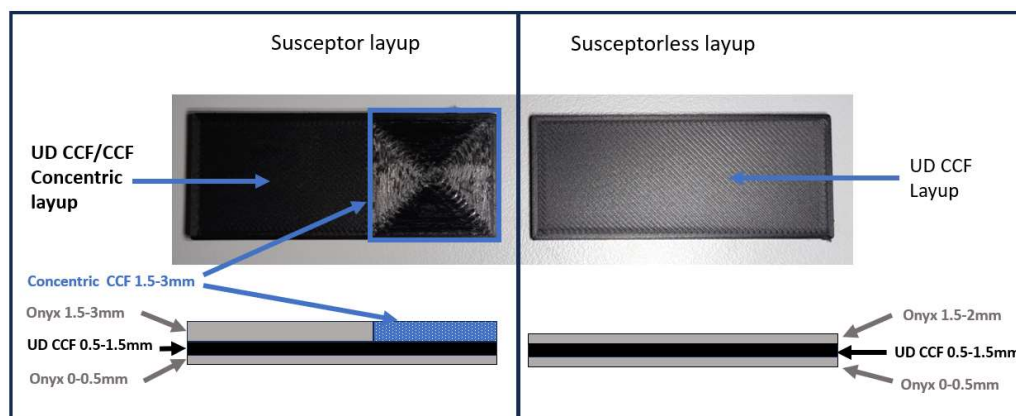 Susceptor layup
Susceptorless layup
UD CCF/CCF
Concentric
layup
UD CCF
Layup
Concentric CCF 1.5-3mm
Onyx 1.5-3mm
UD CCF 0.5-1.5mm
Onyx 0-0.5mm
Onyx 1.5-2mm
UD CCF 0.5-1.5mm
Onyx 0-0.5mm